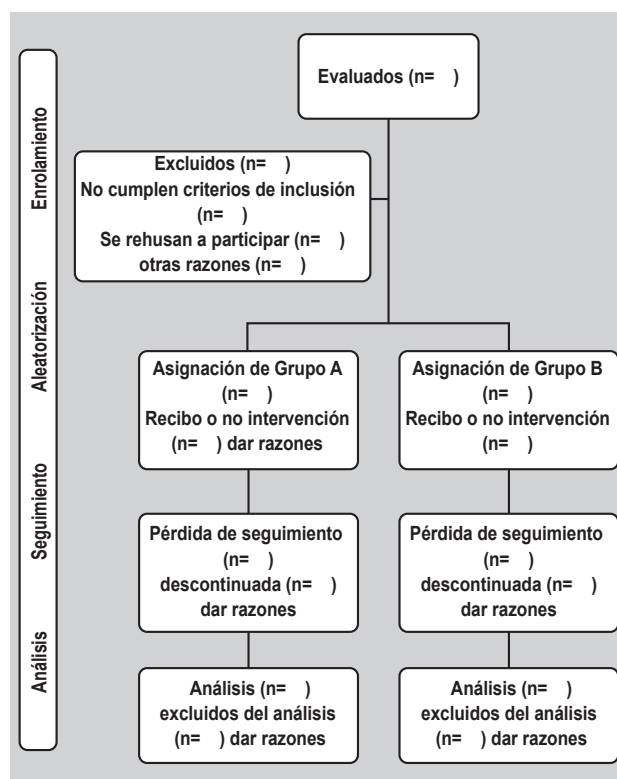 Enrolamiento
Evaluados (n=    )
Excluidos (n=    )
No cumplen criterios de inclusión
(n=    )
Se rehusan a participar (n=    )
otras razones (n=    )
Aleatorización
Asignación de Grupo A
(n=    )
Recibo o no intervención
(n=    ) dar razones
Asignación de Grupo B
(n=    )
Recibo o no intervención
(n=    )
Seguimiento
Pérdida de seguimiento
(n=    )
descontinuada (n=    )
dar razones
Pérdida de seguimiento
(n=    )
descontinuada (n=    )
dar razones
Análisis
Análisis (n=    )
excluidos del análisis
(n=    ) dar razones
Análisis (n=    )
excluidos del análisis
(n=    ) dar razones